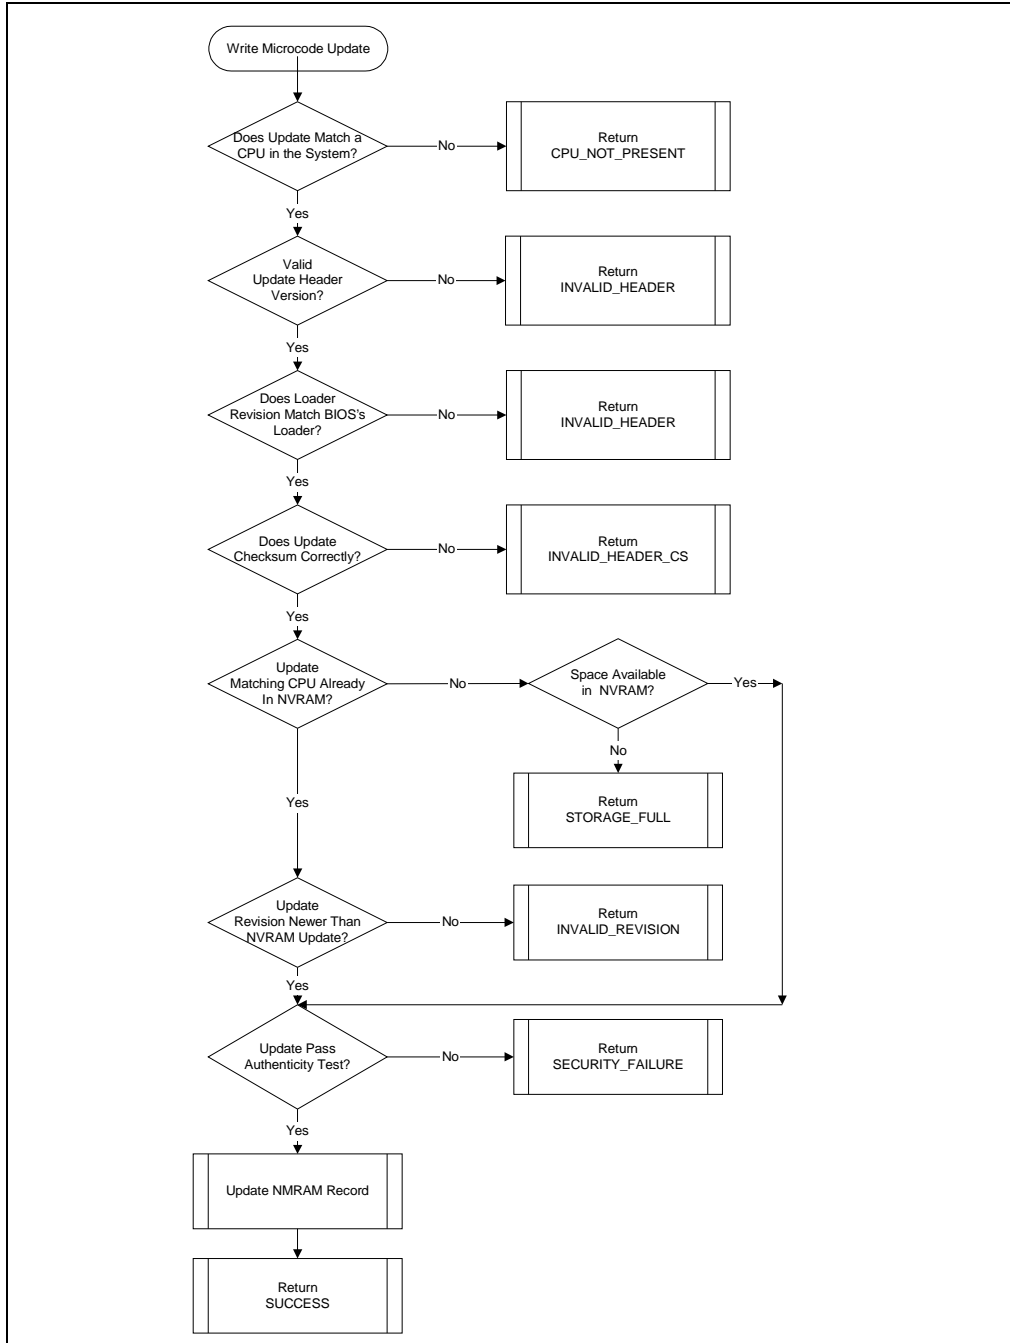 Write Microcode Update
Does Update Match a
CPU in the System?
No
Return
CPU_NOT_PRESENT
Yes
Valid
Update Header
Version?
No
Return
INVALID_HEADER
Yes
Does Loader
Revision Match BIOS's
Loader?
No
Return
INVALID_HEADER
Yes
Does Update
Checksum Correctly?
No
Return
INVALID_HEADER_CS
Yes
Update
Matching CPU Already
In NVRAM?
No
Space Available
in NVRAM?
Yes
No
Return
STORAGE_FULL
Yes
Update
Revision Newer Than
NVRAM Update?
No
Return
INVALID_REVISION
Yes
Update Pass
Authenticity Test?
No
Return
SECURITY_FAILURE
Yes
Update NMRAM Record
Return
SUCCESS